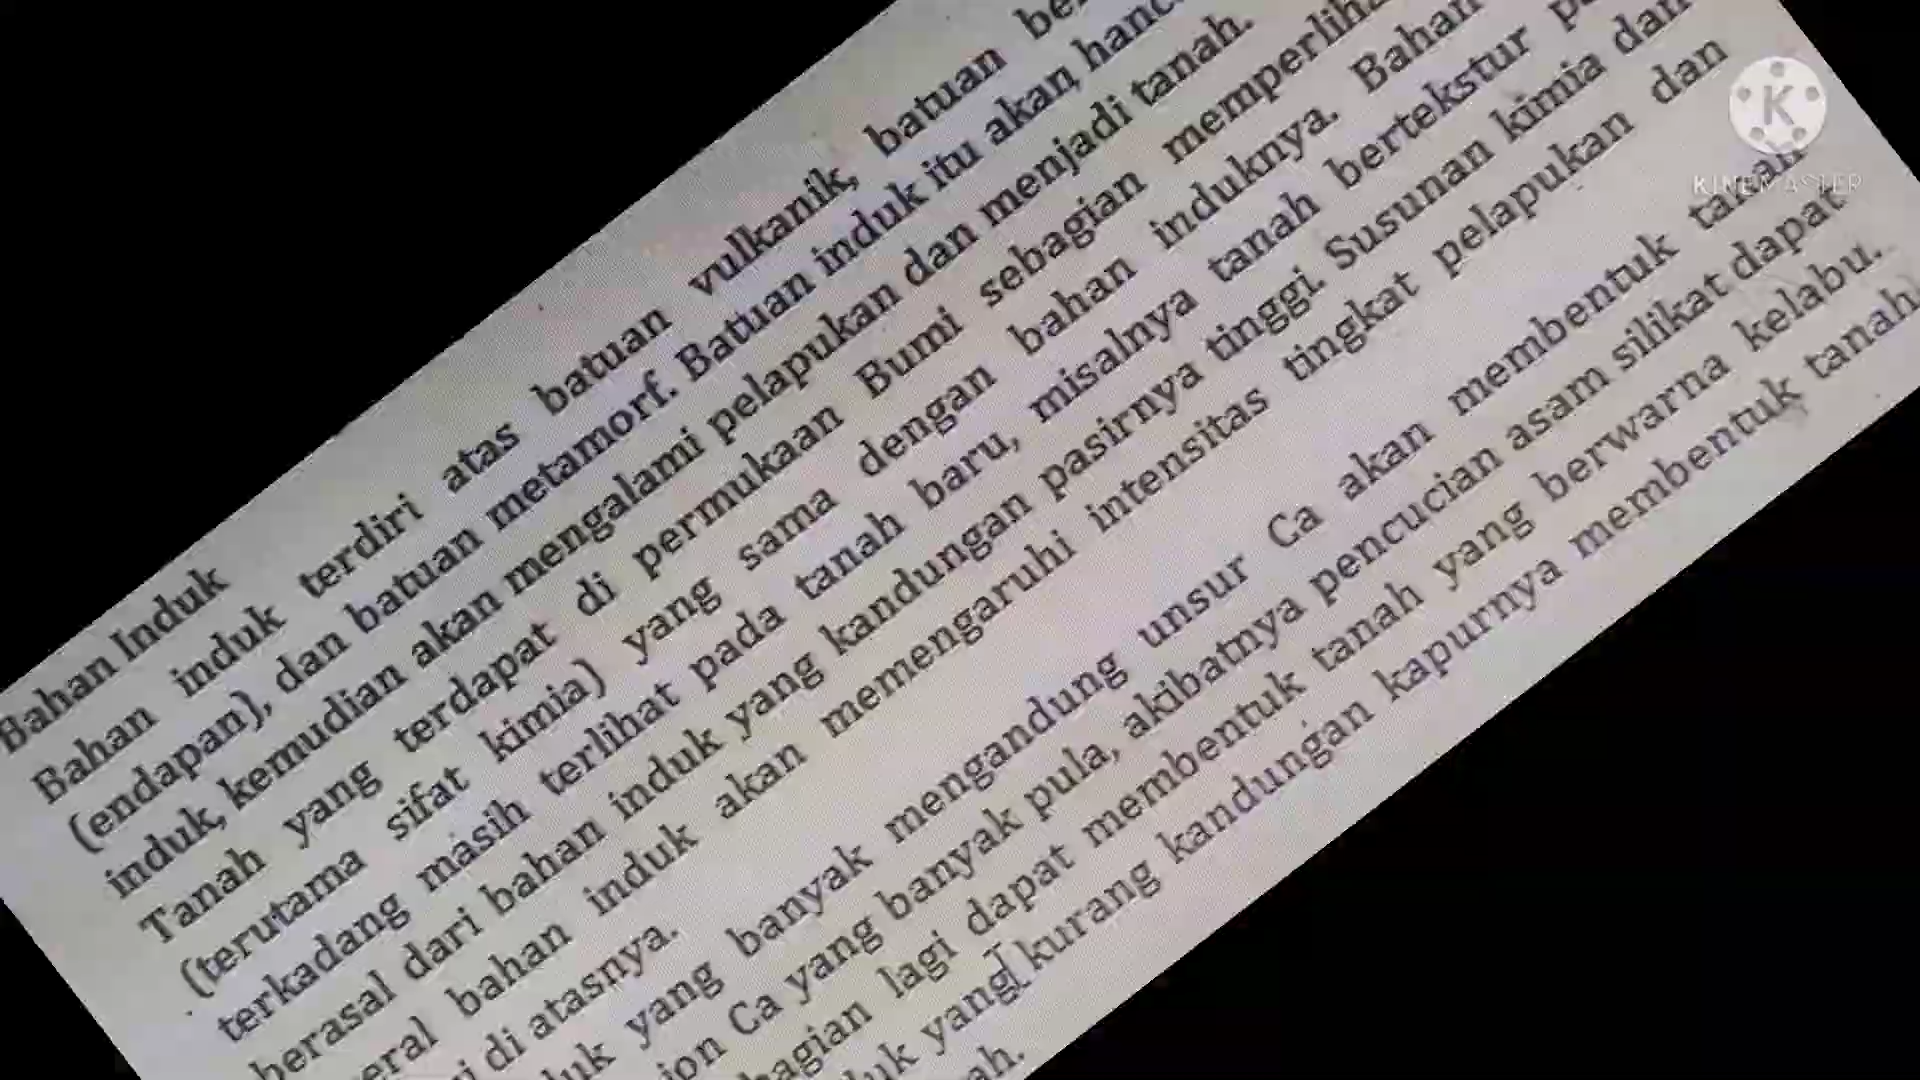 Bahan Induk
Bahan induk terdiri atas batuan vulkanik, batuan
(endapan), dan batuan metamorf. Batuan induk itu akan
induk, kemudian akan mengalami pelapukan dan menjadi tanah.
Tanah yang terdapat di permukaan Bumi sebagian
(terutama sifat kimia) yang sama dengan bahan induknya. Bahan
terkadang masih terlihat pada tanah baru, misalnya tanah bertekstur
berasal dari bahan induk yang kandungan pasirnya tinggi. Susunan kimia dan
bahan induk akan memengaruhi intensitas tingkat pelapukan dan
di atasnya.
yang banyak mengandung unsur Ca akan membentuk tanah
ion Ca yang banyak pula, akibatnya pencucian asam silikat dapat
lagi dapat membentuk tanah yang berwarna kelabu.
yang kurang kandungan kapurnya membentuk tanah
K
KINEMASTER